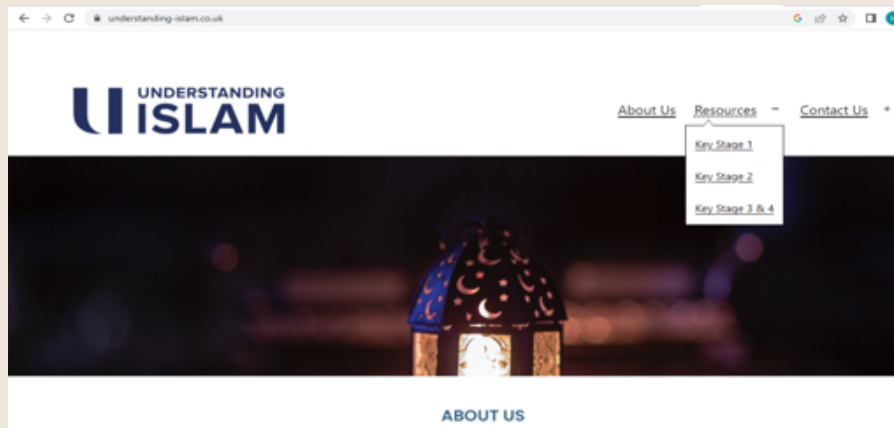 understanding-islam.co.uk
UNDERSTANDING
ISLAM
About Us Resources - Contact Us +
Key Stage 1
Key Stage 2
Key Stage 3 & 4
ABOUT US